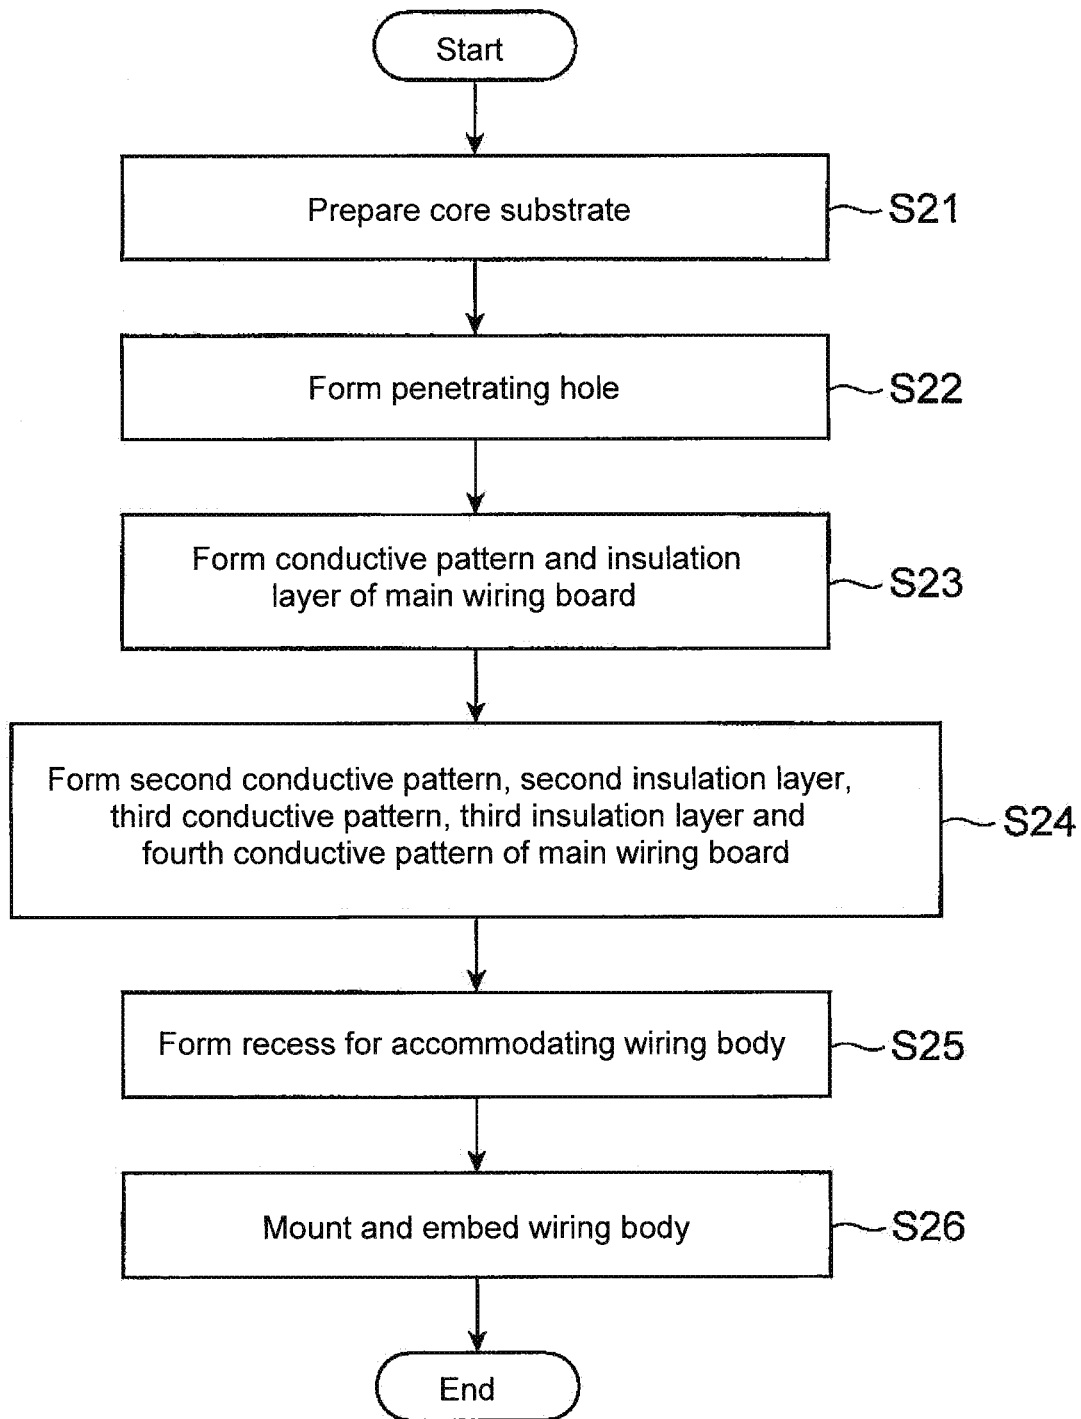 Start
Prepare core substrate
S21
Form penetrating hole
S22
Form conductive pattern and insulation
layer of main wiring board
S23
Form second conductive pattern, second insulation layer,
third conductive pattern, third insulation layer and
fourth conductive pattern of main wiring board
S24
Form recess for accommodating wiring body
S25
Mount and embed wiring body
S26
End